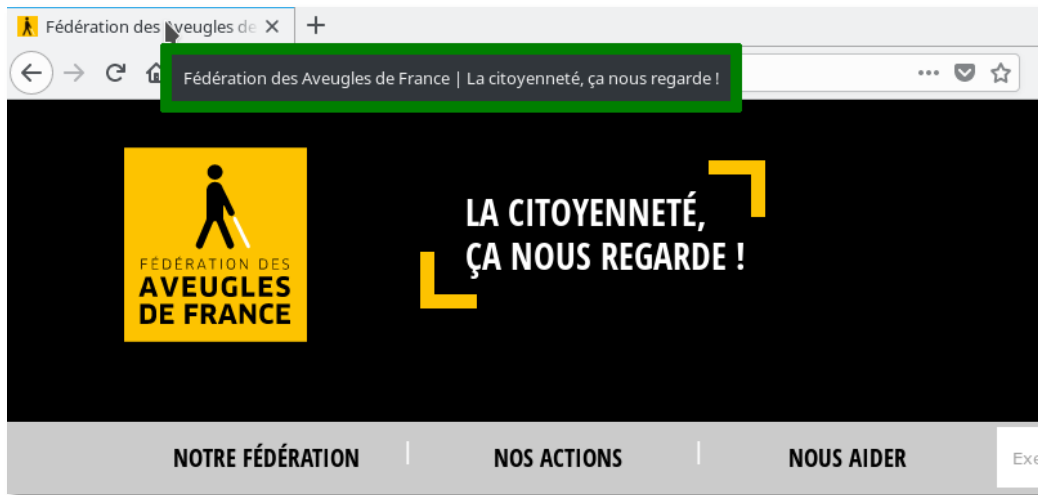 Fédération des Aveugles de
Fédération des Aveugles de France | La citoyenneté, ça nous regarde !
FÉDÉRATION DES
AVEUGLES
DE FRANCE
LA CITOYENNETÉ,
ÇA NOUS REGARDE !
NOTRE FÉDÉRATION
NOS ACTIONS
NOUS AIDER
Exe